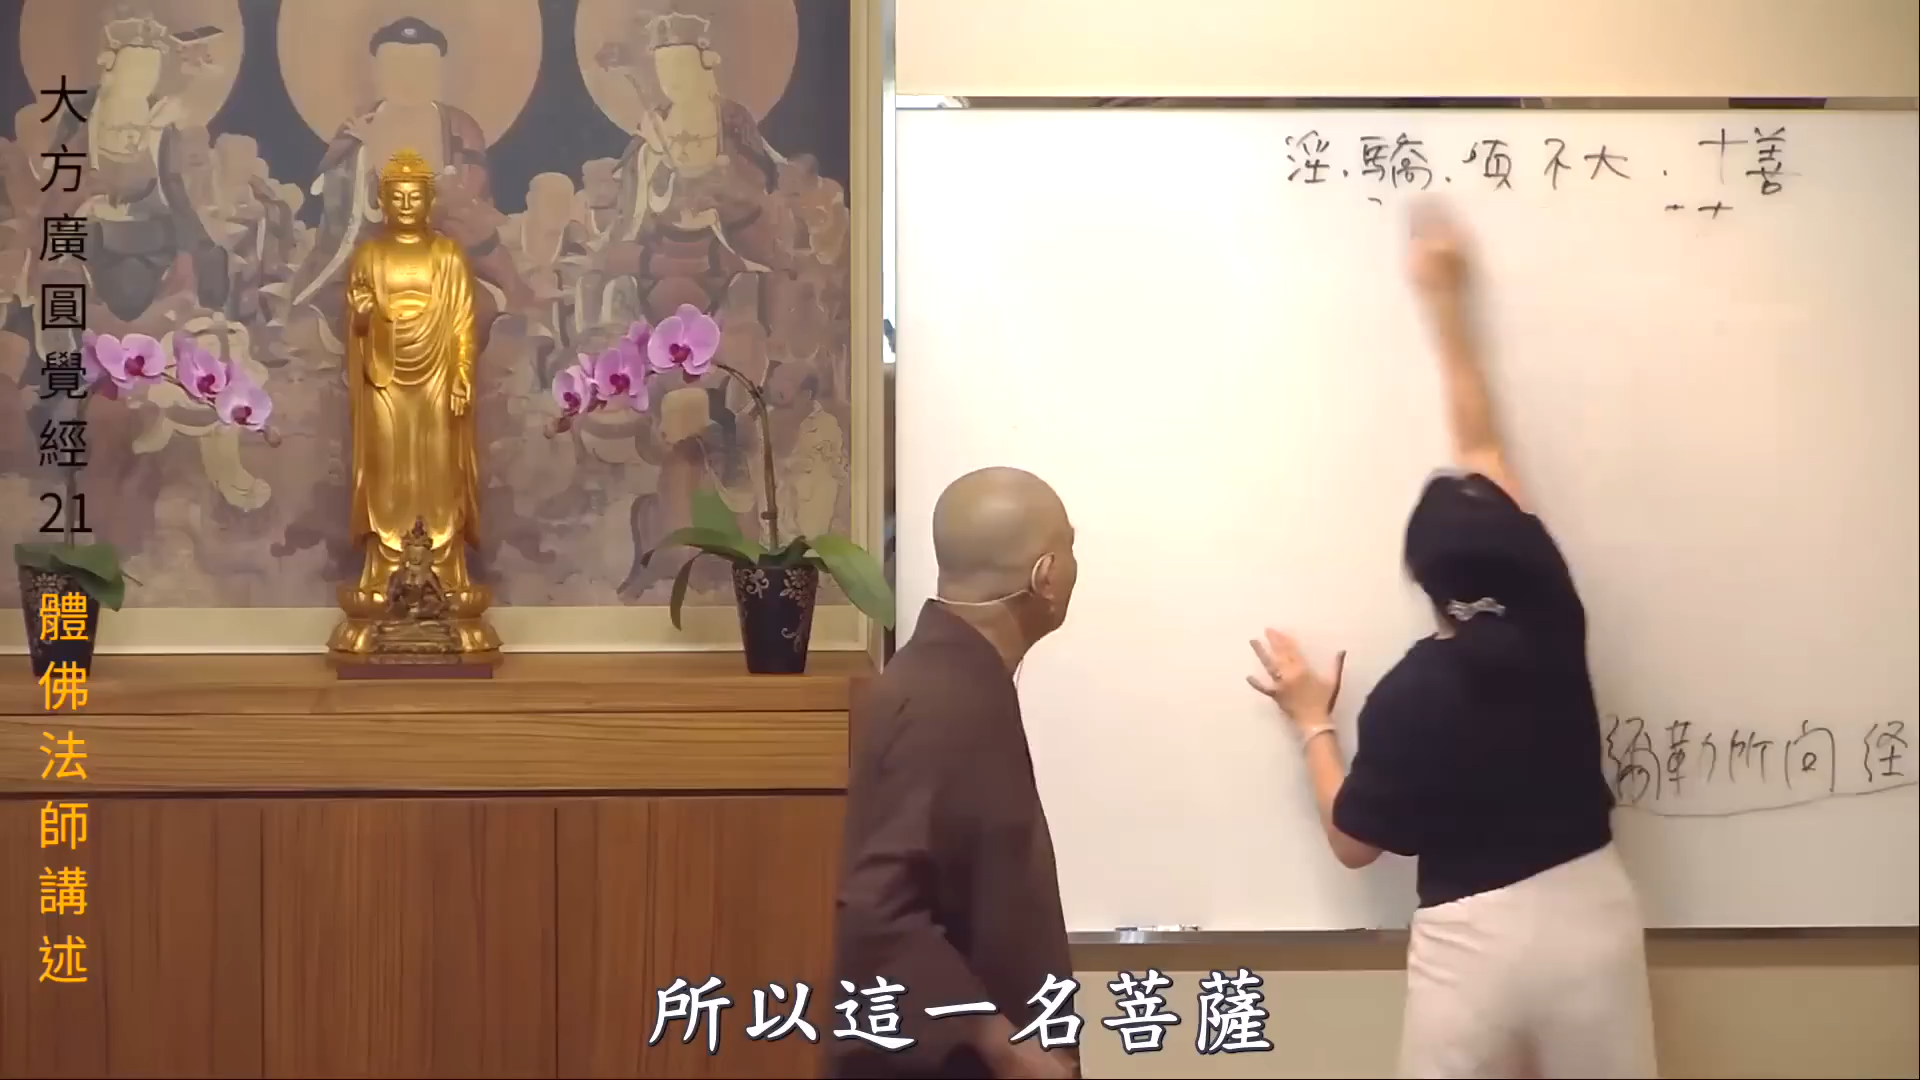 大方廣圓覺經21
體佛法師講述
淫、驕、煩不大. 十善
彌勒所问经
所以這一名菩薩